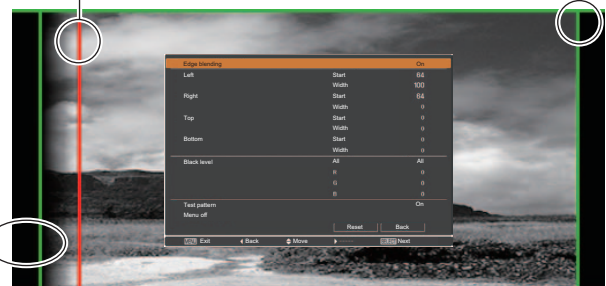 Edge blending On
Left Start 64
Width 100
Right Start 64
Width 0
Top Start 0
Width 0
Bottom Start 0
Width 0
Black level All All
R 0
G 0
B 0
Test pattern On
Menu off
Reset Back
MENU Exit Back Move ----- SELECT Next